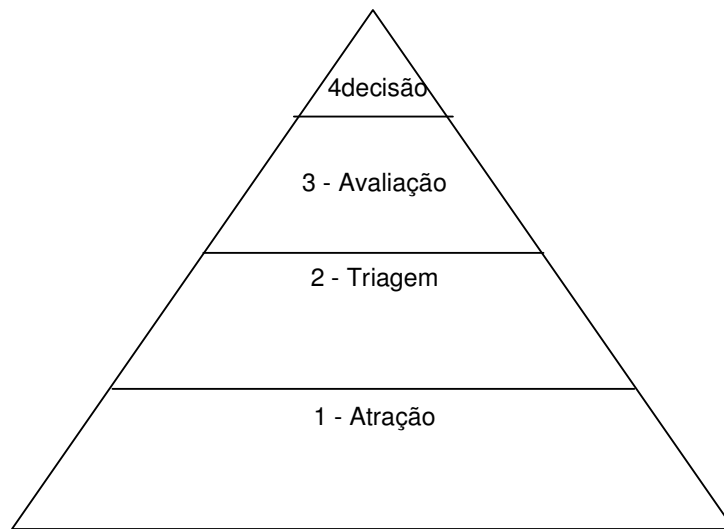 4decisão
3 - Avaliação
2 - Triagem
1 - Atração